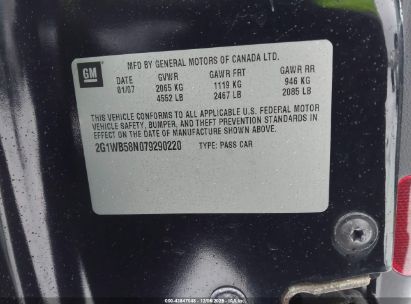 GM
MFD BY GENERAL MOTORS OF CANADA LTD.
DATE GVWR GAWR FRT GAWR RR
01/07 2065 KG 1119 KG 946 KG
4552 LB 2467 LB 2085 LB
THIS VEHICLE CONFORMS TO ALL APPLICABLE U.S. FEDERAL MOTOR
VEHICLE SAFETY, BUMPER, AND THEFT PREVENTION STANDARDS IN
EFFECT ON THE DATE OF MANUFACTURE SHOWN ABOVE.
2G1WB58N079290220 TYPE: PASS CAR